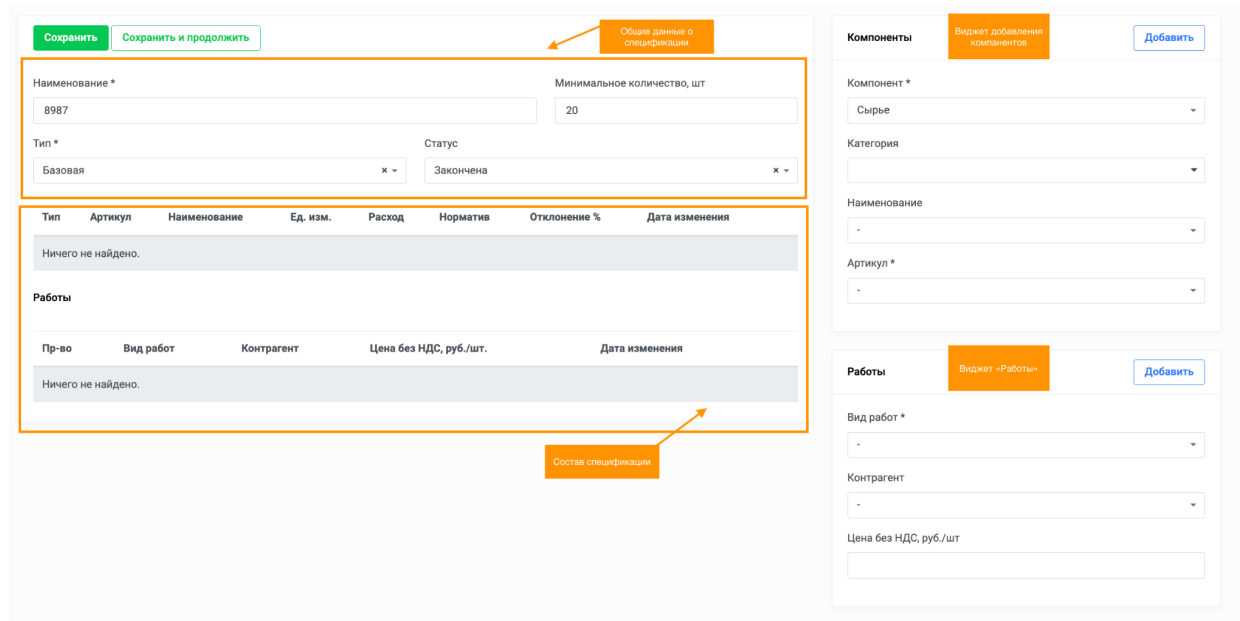 Сохранить Сохранить и продолжить
Общие данные о
спецификации
Наименование * Минимальное количество, шт
8987 20
Тип * Статус
Базовая × Закончена ×
Тип Артикул Наименование Ед. изм. Расход Норматив Отклонение % Дата изменения
Ничего не найдено.
Работы
Пр-во Вид работ Контрагент Цена без НДС, руб./шт. Дата изменения
Ничего не найдено.
Состав спецификации
Компоненты
Виджет добавления
компанентов
Добавить
Компонент *
Сырье
Категория
Наименование
-
Артикул *
-
Работы Виджет «Работы» Добавить
Вид работ *
-
Контрагент
-
Цена без НДС, руб./шт